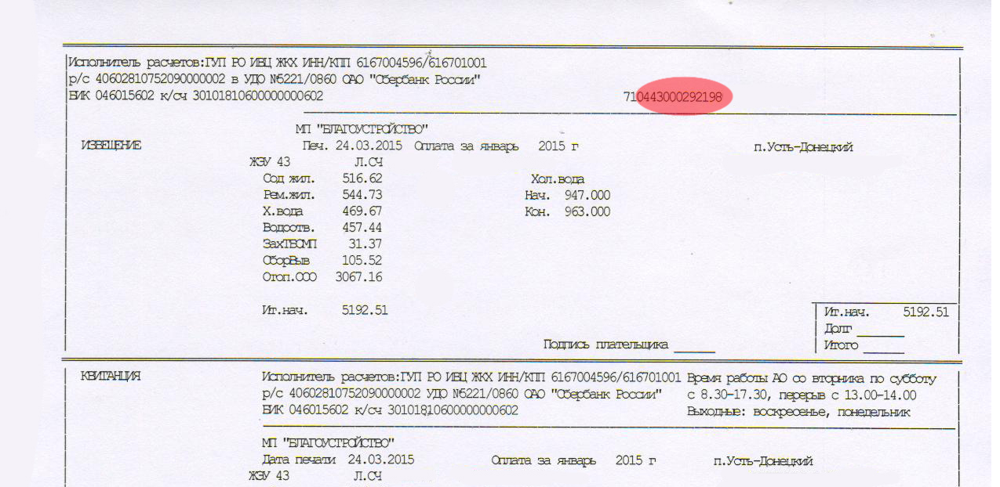 Исполнитель расчетов:ГУП РО ИВЦ ЖКХ ИНН/КПП 6167004596/616701001
р/с 40602810752090000002 в УДО №5221/0860 ОАО "Сбербанк России"
БИК 046015602 к/сч 30101810600000000602 710443000292198
МП "БЛАГОУСТРОЙСТВО"
ИЗВЕЩЕНИЕ Печ. 24.03.2015 Оплата за январь 2015 г п.Усть-Донецкий
ЖЭУ 43 Л.СЧ
Сод жил. 516.62 Хол.вода
Рем.жил. 544.73 Нач. 947.000
Х.вода 469.67 Кон. 963.000
Водоотв. 457.44
ЗахТБОМП 31.37
СборВыв 105.52
Отоп.ООО 3067.16
Ит.нач. 5192.51 Ит.нач. 5192.51
Долг
Подпись плательщика Итого
КВИТАНЦИЯ Исполнитель расчетов:ГУП РО ИВЦ ЖКХ ИНН/КПП 6167004596/616701001 Время работы АО со вторника по субботу
р/с 40602810752090000002 УДО №5221/0860 ОАО "Сбербанк России" с 8.30-17.30, перерыв с 13.00-14.00
БИК 046015602 к/сч 30101810600000000602 Выходные: воскресенье, понедельник
МП "БЛАГОУСТРОЙСТВО"
Дата печати 24.03.2015 Оплата за январь 2015 г п.Усть-Донецкий
ЖЭУ 43 Л.СЧ